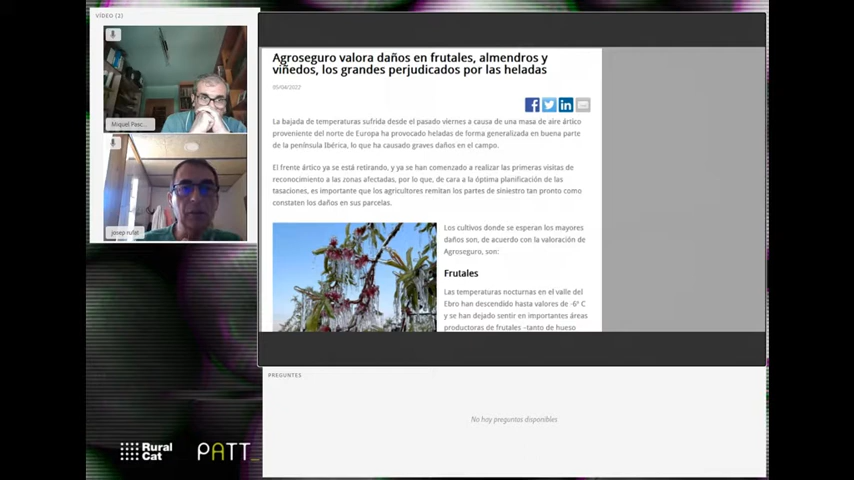 VÍDEO (2)
Miquel Pasc...
josep rufat
Agroseguro valora daños en frutales, almendros y
viñedos, los grandes perjudicados por las heladas
05/04/2022
La bajada de temperaturas sufrida desde el pasado viernes a causa de una masa de aire ártico
proveniente del norte de Europa ha provocado heladas de forma generalizada en buena parte
de la península Ibérica, lo que ha causado graves daños en el campo.
El frente ártico ya se está retirando, y ya se han comenzado a realizar las primeras visitas de
reconocimiento a las zonas afectadas, por lo que, de cara a la óptima planificación de las
tasaciones, es importante que los agricultores remitan los partes de siniestro tan pronto como
constaten los daños en sus parcelas.
Los cultivos donde se esperan los mayores
daños son, de acuerdo con la valoración de
Agroseguro, son:
Frutales
Las temperaturas nocturnas en el valle del
Ebro han descendido hasta valores de -6º C
y se han dejado sentir en importantes áreas
productoras de frutales –tanto de hueso
PREGUNTES
No hay preguntas disponibles
Rural
Cat
PATT_